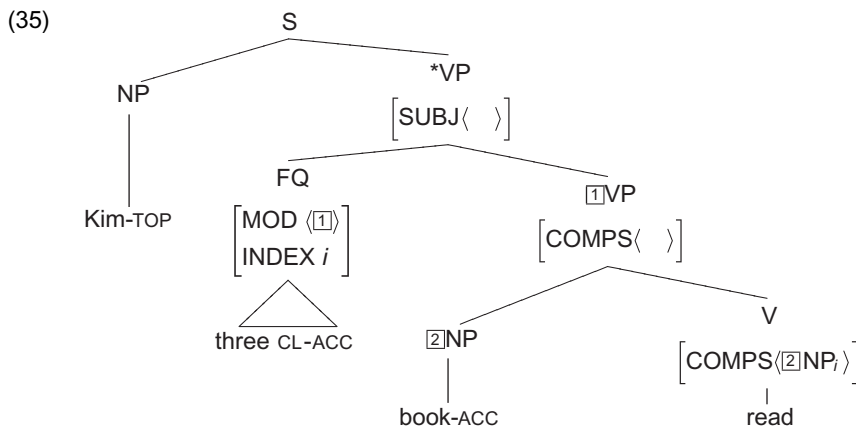 (35)
S
NP *VP
[SUBJ⟨ ⟩]
FQ 1VP
Kim-TOP [MOD ⟨1⟩ INDEX i] [COMPS⟨ ⟩]
three CL-ACC 2NP V
[COMPS⟨2NPi⟩]
book-ACC read